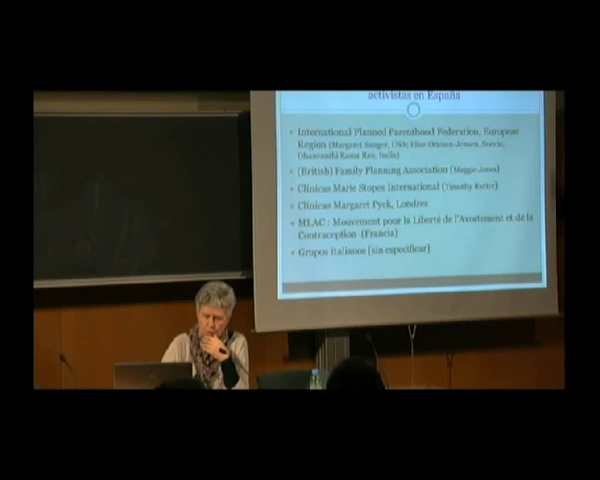 activistas en España
• International Planned Parenthood Federation, European
Region (Margaret Sanger, USA; Elise Ottesen-Jensen, Suecia;
Dhanvanthi Rama Rau, India)
• [British] Family Planning Association (Maggie Jones)
• Clínicas Marie Stopes International (Timothy
• Clínicas Margaret Pyck, Londres
• MLAC : Mouvement pour la Liberté de l'Avortement et de la
Contraception (Francia)
• Grupos italianos [sin especificar]